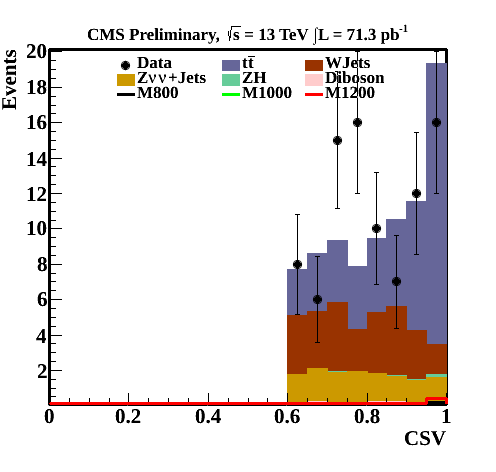 CMS Preliminary, √s = 13 TeV ∫L = 71.3 pb⁻¹
Events
Data tt̄ WJets
Zνν+Jets ZH Diboson
M800 M1000 M1200
20
18
16
14
12
10
8
6
4
2
0 0.2 0.4 0.6 0.8 1
CSV